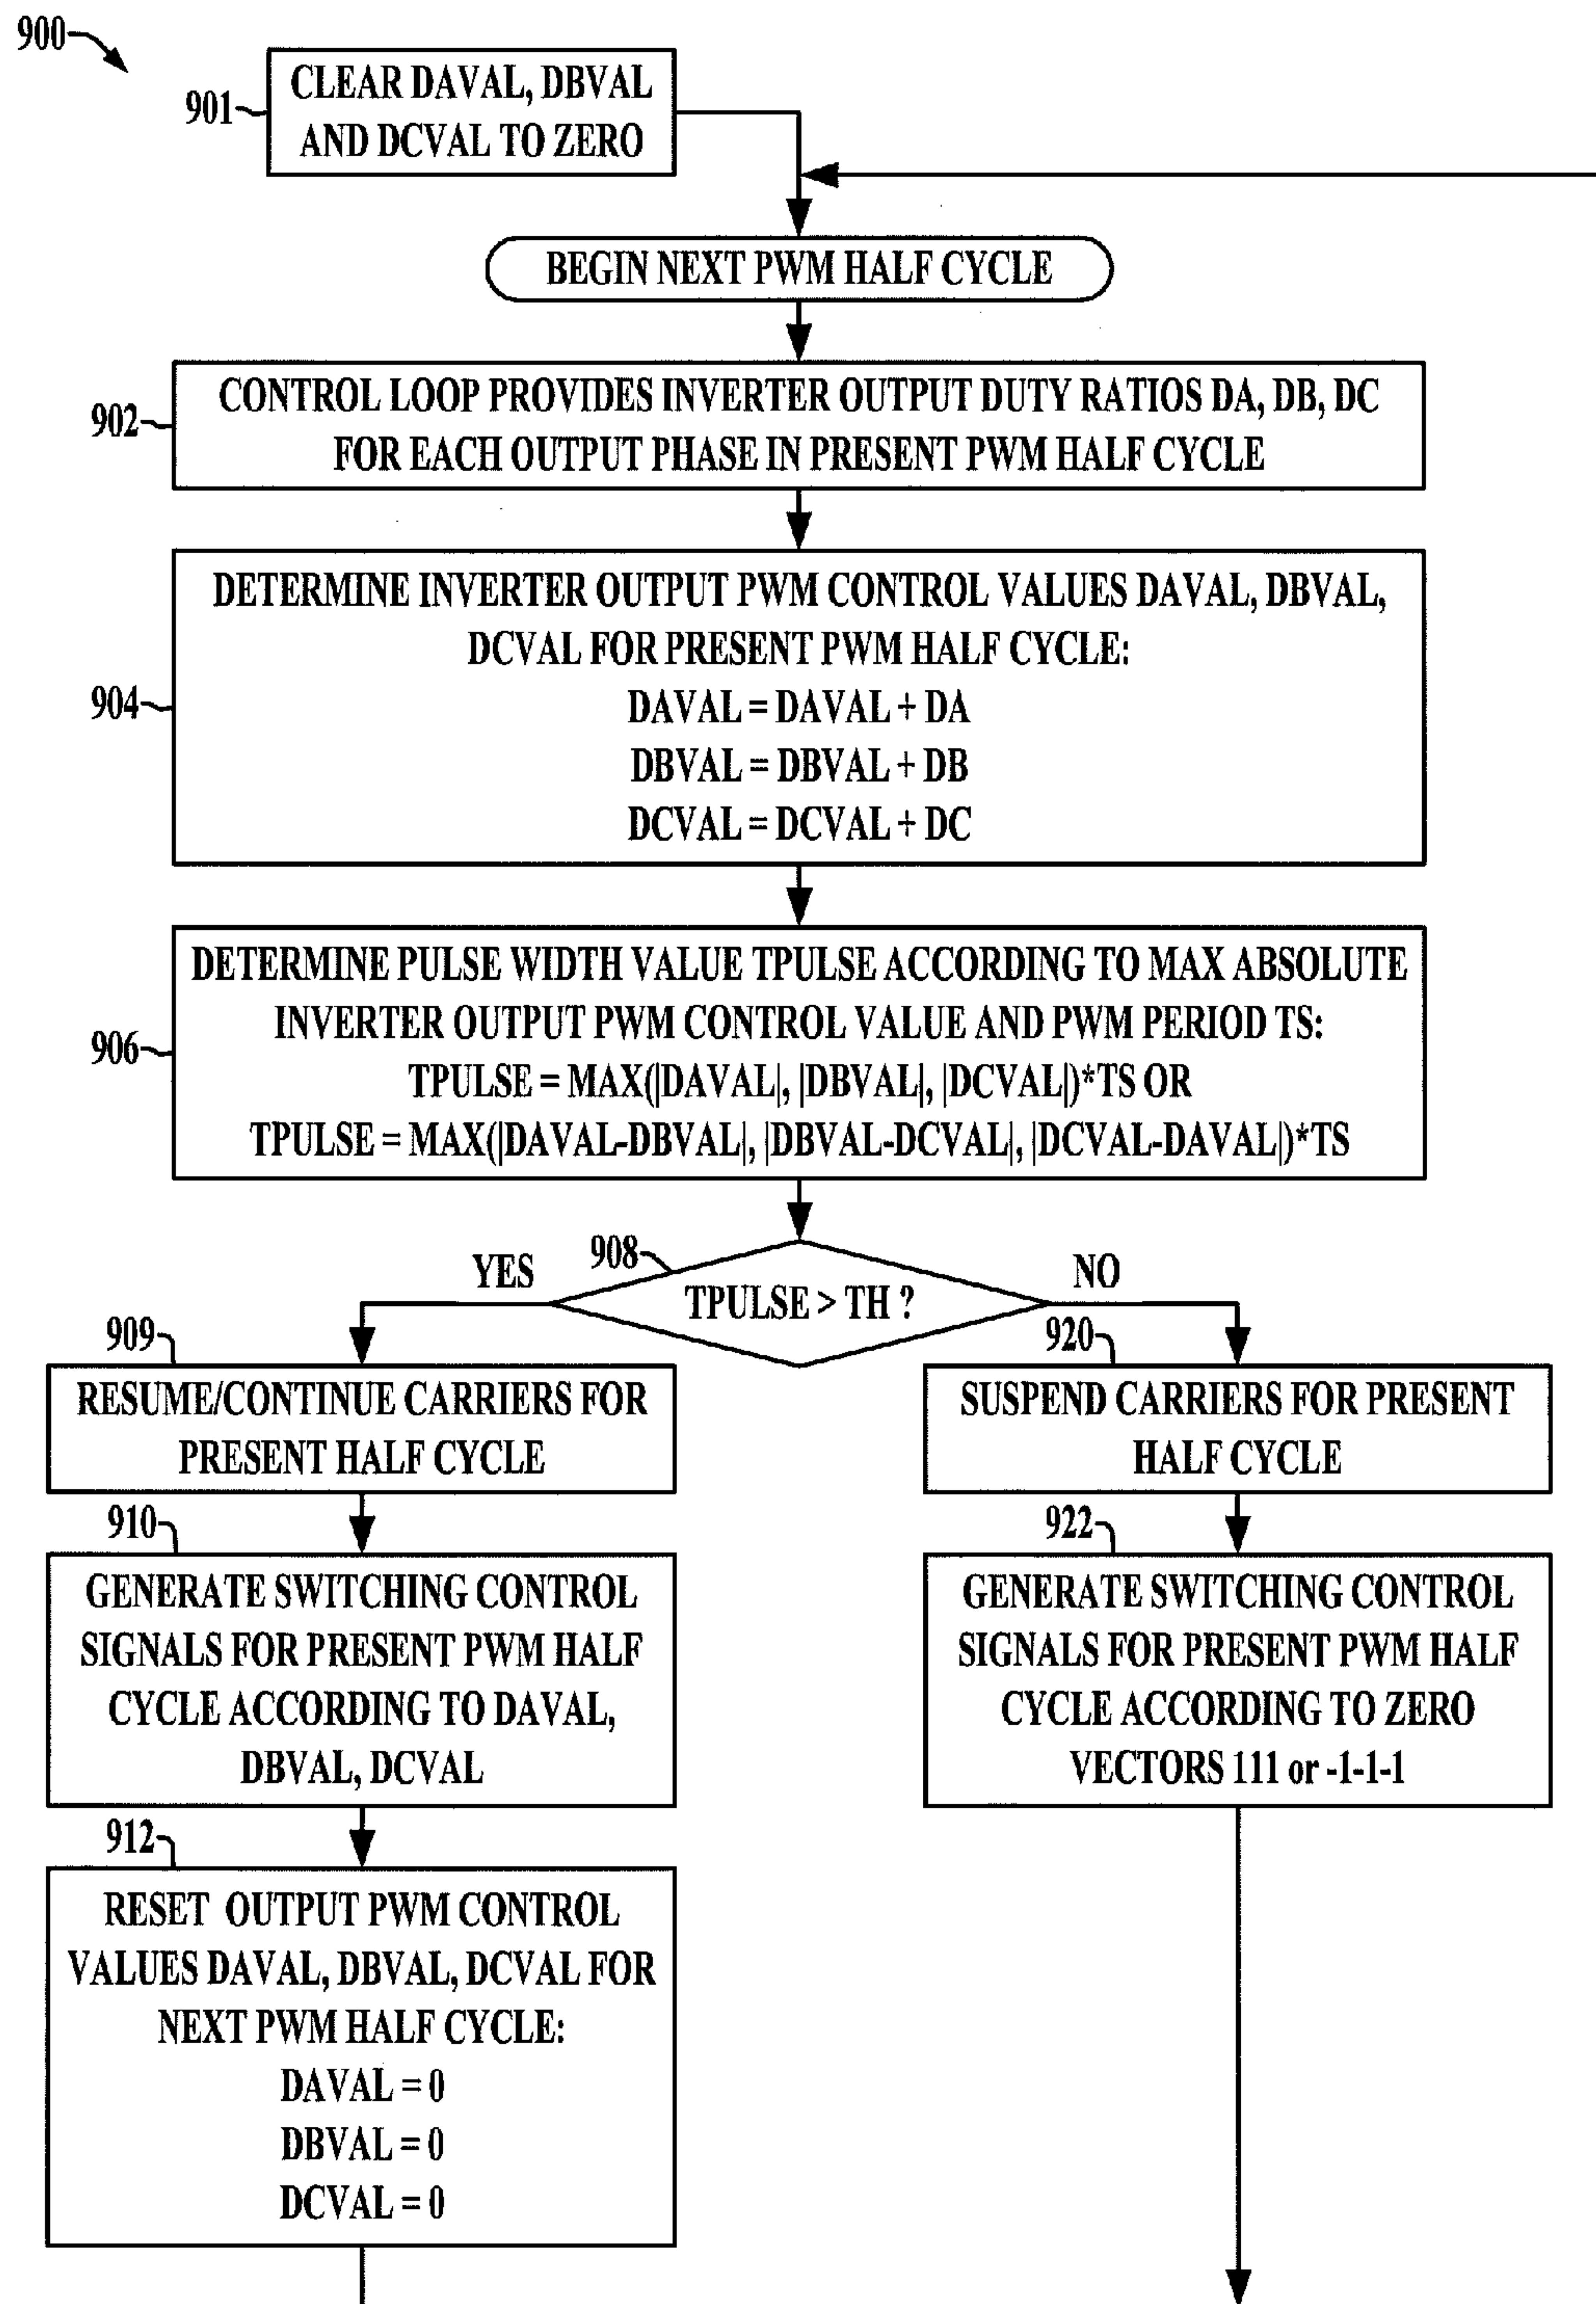 900
901
CLEAR DAVAL, DBVAL
AND DCVAL TO ZERO
BEGIN NEXT PWM HALF CYCLE
902
CONTROL LOOP PROVIDES INVERTER OUTPUT DUTY RATIOS DA, DB, DC
FOR EACH OUTPUT PHASE IN PRESENT PWM HALF CYCLE
904
DETERMINE INVERTER OUTPUT PWM CONTROL VALUES DAVAL, DBVAL,
DCVAL FOR PRESENT PWM HALF CYCLE:
DAVAL = DAVAL + DA
DBVAL = DBVAL + DB
DCVAL = DCVAL + DC
906
DETERMINE PULSE WIDTH VALUE TPULSE ACCORDING TO MAX ABSOLUTE
INVERTER OUTPUT PWM CONTROL VALUE AND PWM PERIOD TS:
TPULSE = MAX(|DAVAL|, |DBVAL|, |DCVAL|)*TS OR
TPULSE = MAX(|DAVAL-DBVAL|, |DBVAL-DCVAL|, |DCVAL-DAVAL|)*TS
908
TPULSE > TH ?
YES
NO
909
RESUME/CONTINUE CARRIERS FOR
PRESENT HALF CYCLE
910
GENERATE SWITCHING CONTROL
SIGNALS FOR PRESENT PWM HALF
CYCLE ACCORDING TO DAVAL,
DBVAL, DCVAL
912
RESET OUTPUT PWM CONTROL
VALUES DAVAL, DBVAL, DCVAL FOR
NEXT PWM HALF CYCLE:
DAVAL = 0
DBVAL = 0
DCVAL = 0
920
SUSPEND CARRIERS FOR PRESENT
HALF CYCLE
922
GENERATE SWITCHING CONTROL
SIGNALS FOR PRESENT PWM HALF
CYCLE ACCORDING TO ZERO
VECTORS 111 or -1-1-1